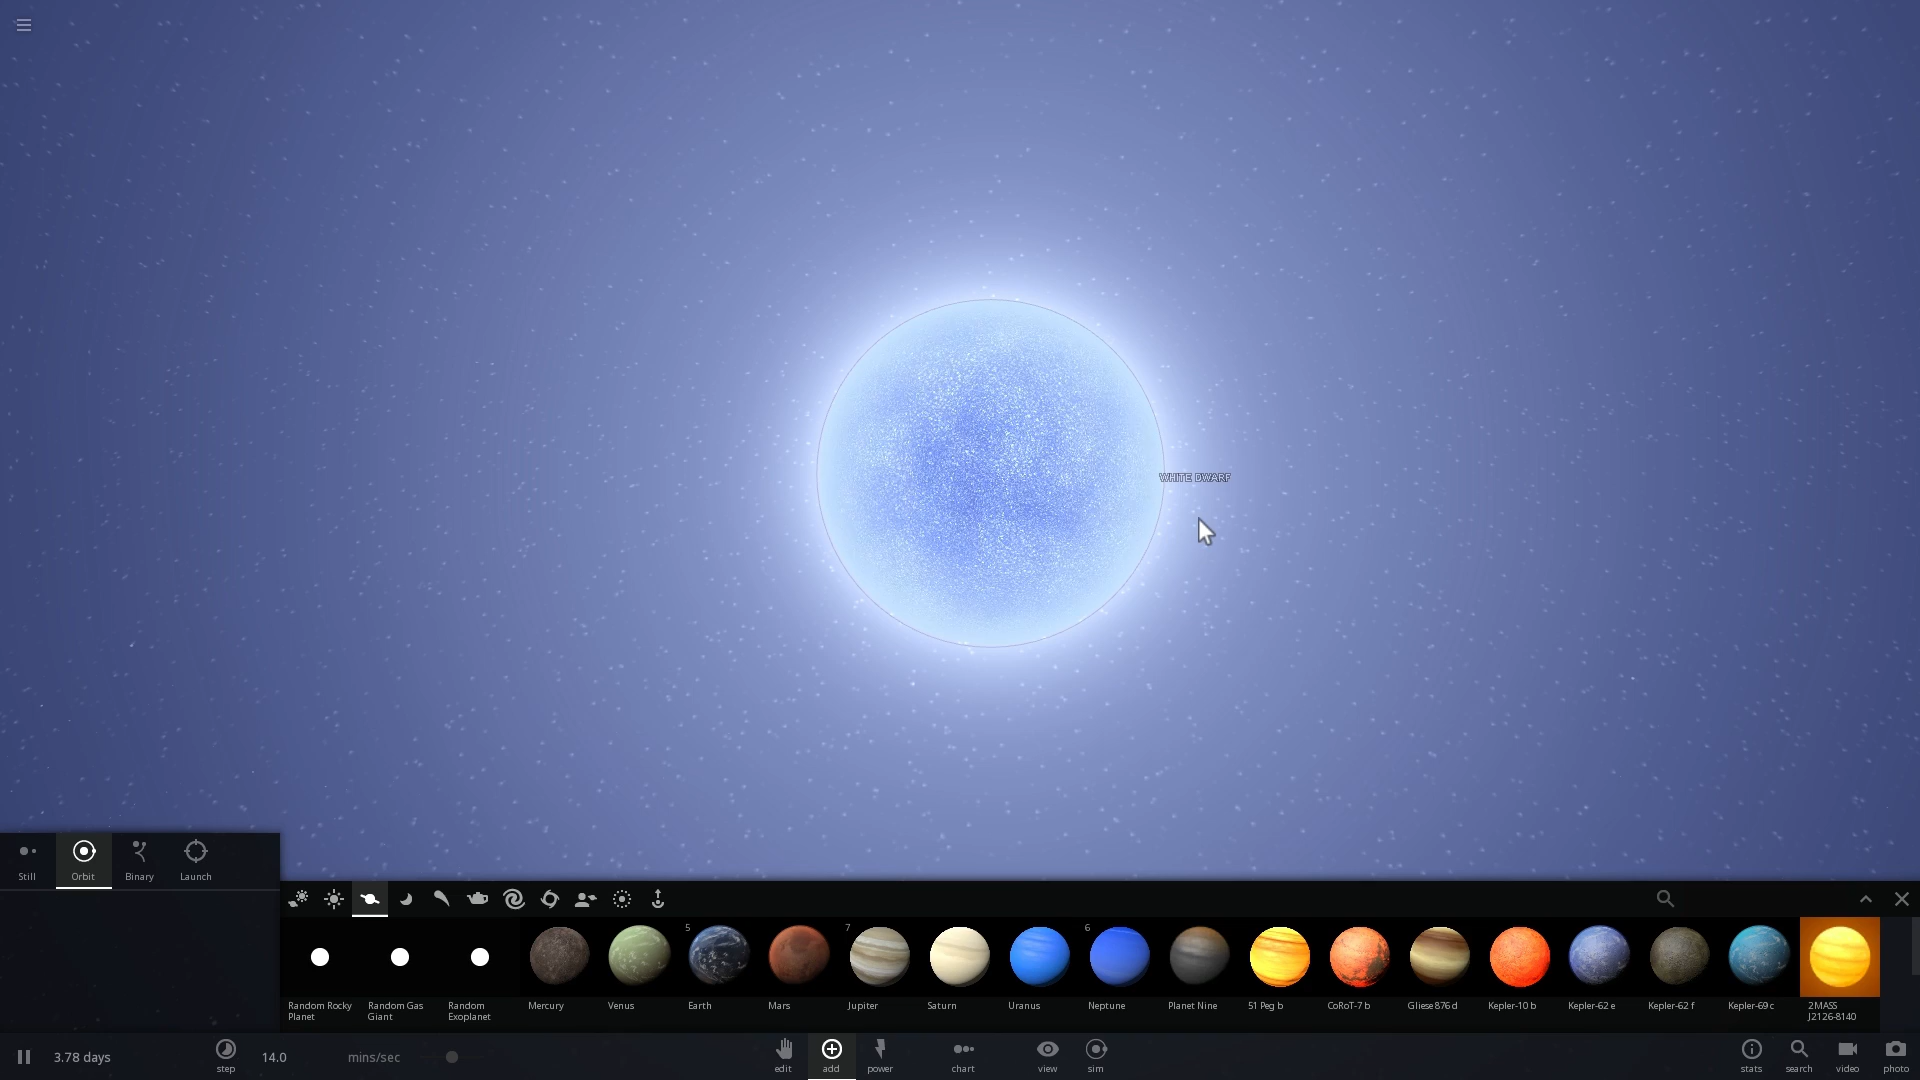 WHITE DWARF
Still
Orbit
Binary
Launch
5
7
6
Random Rocky
Planet
Random Gas
Giant
Random
Exoplanet
Mercury
Venus
Earth
Mars
Jupiter
Saturn
Uranus
Neptune
Planet Nine
51 Peg b
CoRoT-7 b
Gliese 876 d
Kepler-10 b
Kepler-62 e
Kepler-62 f
Kepler-69 c
2MASS
J2126-8140
3.78 days
step
14.0
mins/sec
edit
add
power
chart
view
sim
stats
search
video
photo